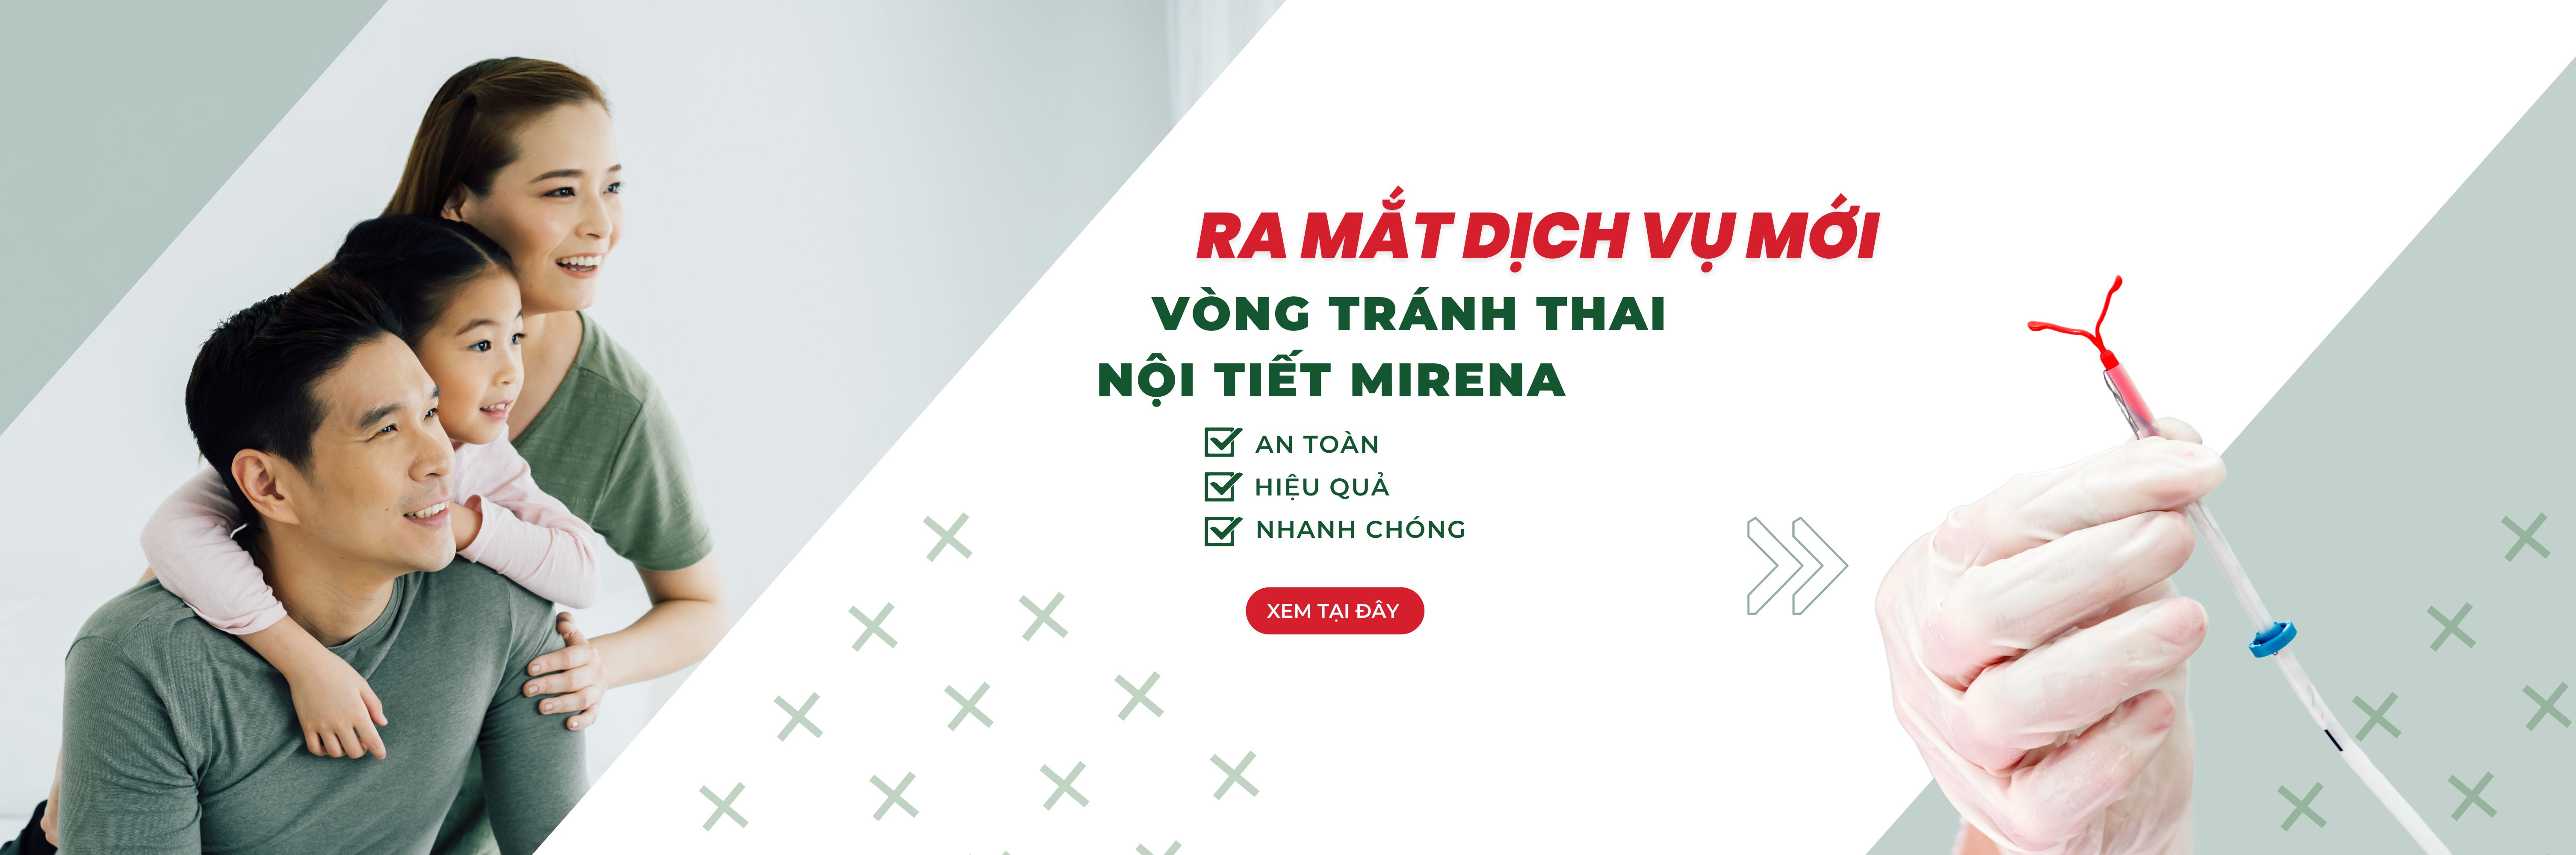 RA MẮT DỊCH VỤ MỚI
VÒNG TRÁNH THAI
NỘI TIẾT MIRENA
AN TOÀN
HIỆU QUẢ
NHANH CHÓNG
XEM TẠI ĐÂY